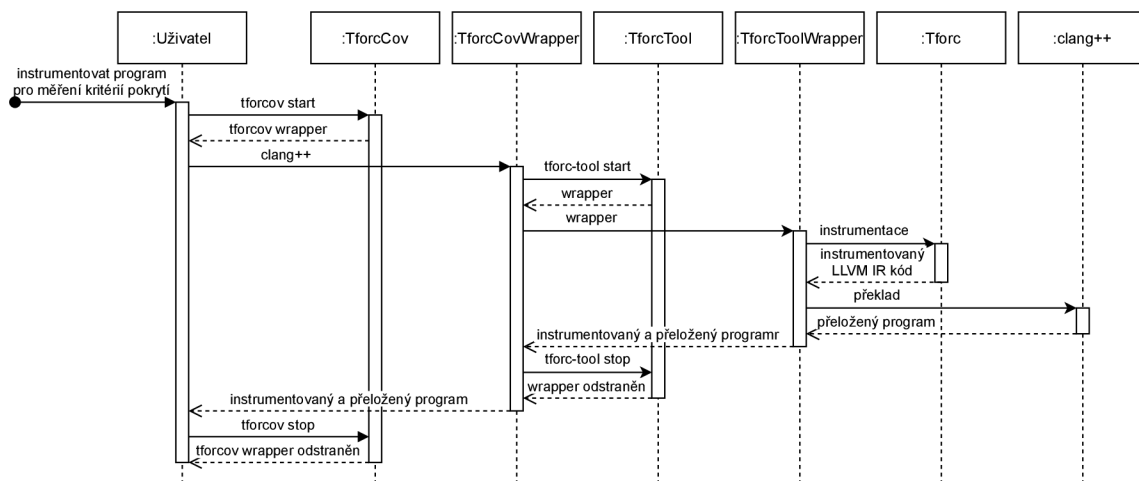 :Uživatel
:TforcCov
:TforcCovWrapper
:TforcTool
:TforcToolWrapper
:Tforc
:clang++
instrumentovat program
pro měření kritérií pokrytí
tforcov start
tforcov wrapper
clang++
tforc-tool start
wrapper
wrapper
instrumentace
instrumentovaný
LLVM IR kód
překlad
přeložený program
instrumentovaný a přeložený programr
tforc-tool stop
wrapper odstraněn
instrumentovaný a přeložený program
tforcov stop
tforcov wrapper odstraněn